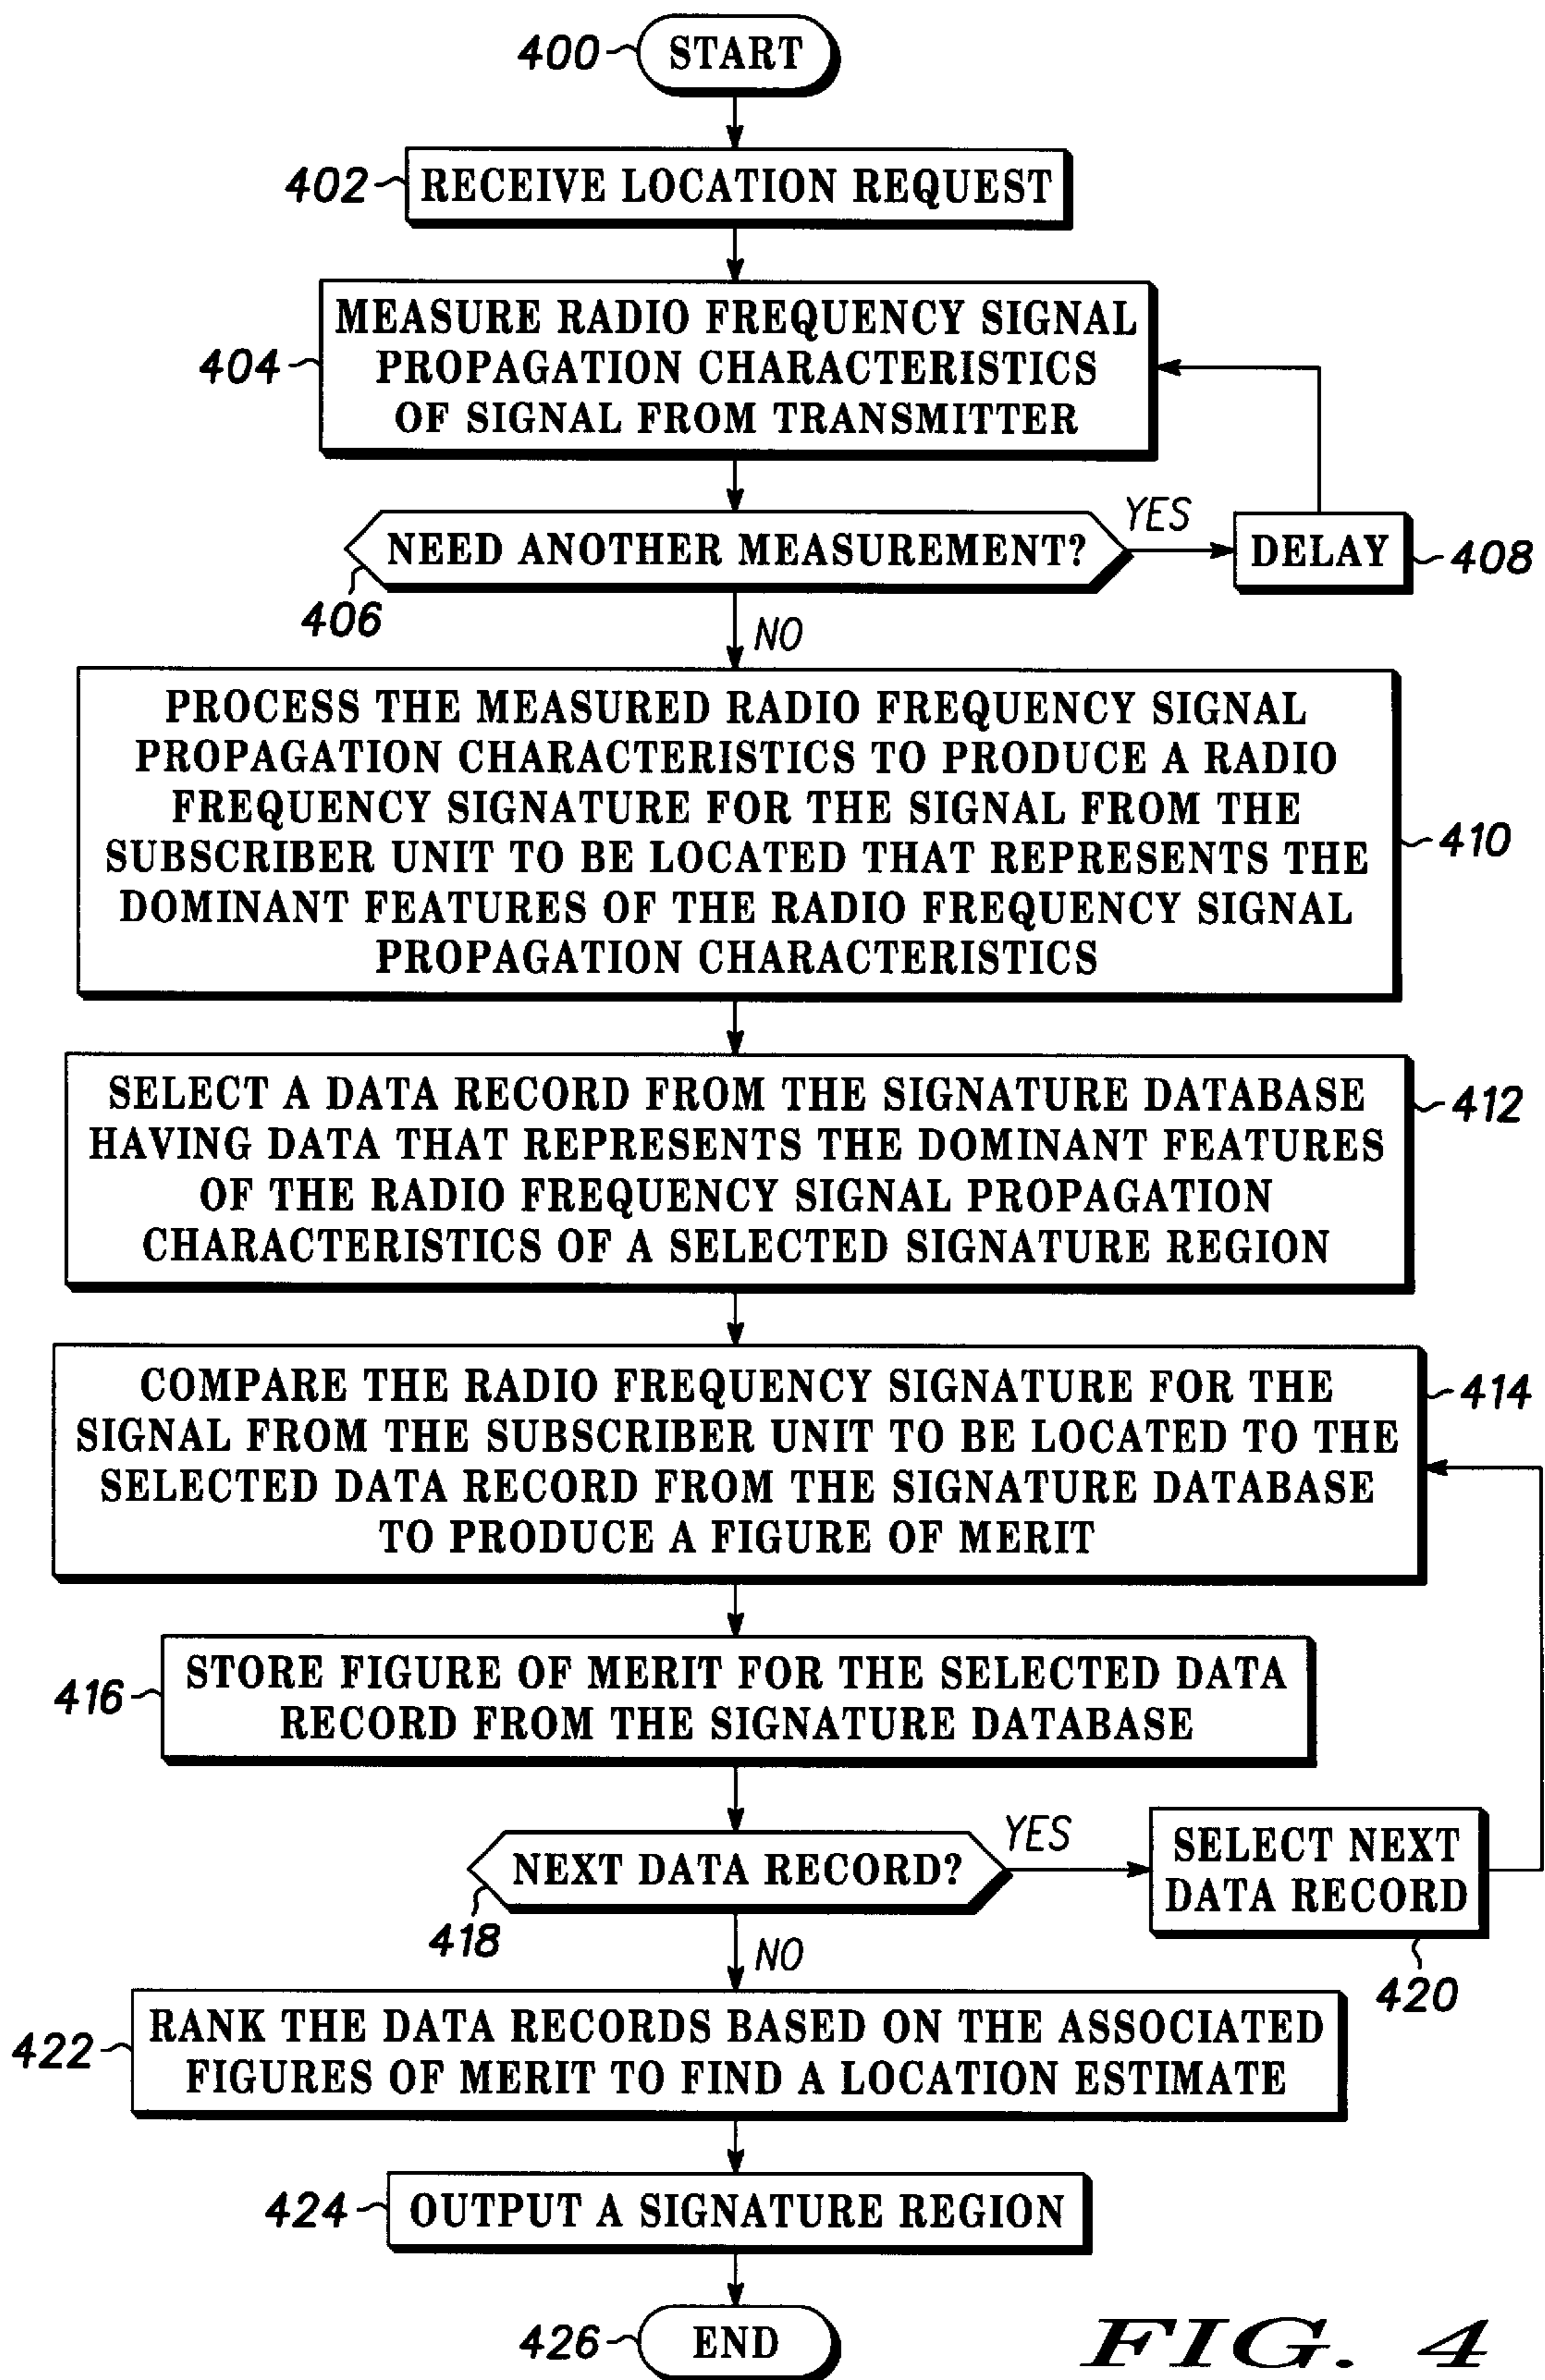 400
START
402
RECEIVE LOCATION REQUEST
404
MEASURE RADIO FREQUENCY SIGNAL
PROPAGATION CHARACTERISTICS
OF SIGNAL FROM TRANSMITTER
406
NEED ANOTHER MEASUREMENT?
YES
DELAY
408
NO
PROCESS THE MEASURED RADIO FREQUENCY SIGNAL
PROPAGATION CHARACTERISTICS TO PRODUCE A RADIO
FREQUENCY SIGNATURE FOR THE SIGNAL FROM THE
SUBSCRIBER UNIT TO BE LOCATED THAT REPRESENTS THE
DOMINANT FEATURES OF THE RADIO FREQUENCY SIGNAL
PROPAGATION CHARACTERISTICS
410
SELECT A DATA RECORD FROM THE SIGNATURE DATABASE
HAVING DATA THAT REPRESENTS THE DOMINANT FEATURES
OF THE RADIO FREQUENCY SIGNAL PROPAGATION
CHARACTERISTICS OF A SELECTED SIGNATURE REGION
412
COMPARE THE RADIO FREQUENCY SIGNATURE FOR THE
SIGNAL FROM THE SUBSCRIBER UNIT TO BE LOCATED TO THE
SELECTED DATA RECORD FROM THE SIGNATURE DATABASE
TO PRODUCE A FIGURE OF MERIT
414
416
STORE FIGURE OF MERIT FOR THE SELECTED DATA
RECORD FROM THE SIGNATURE DATABASE
418
NEXT DATA RECORD?
YES
SELECT NEXT
DATA RECORD
420
NO
422
RANK THE DATA RECORDS BASED ON THE ASSOCIATED
FIGURES OF MERIT TO FIND A LOCATION ESTIMATE
424
OUTPUT A SIGNATURE REGION
426
END
FIG. 4